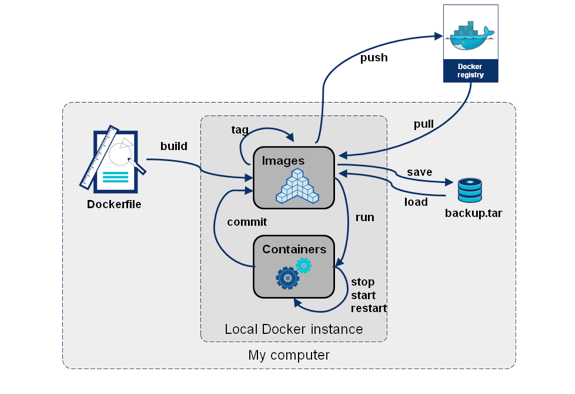 Docker
registry
push
pull
tag
build
Images
save
load
Dockerfile
backup.tar
commit
run
Containers
stop
start
restart
Local Docker instance
My computer